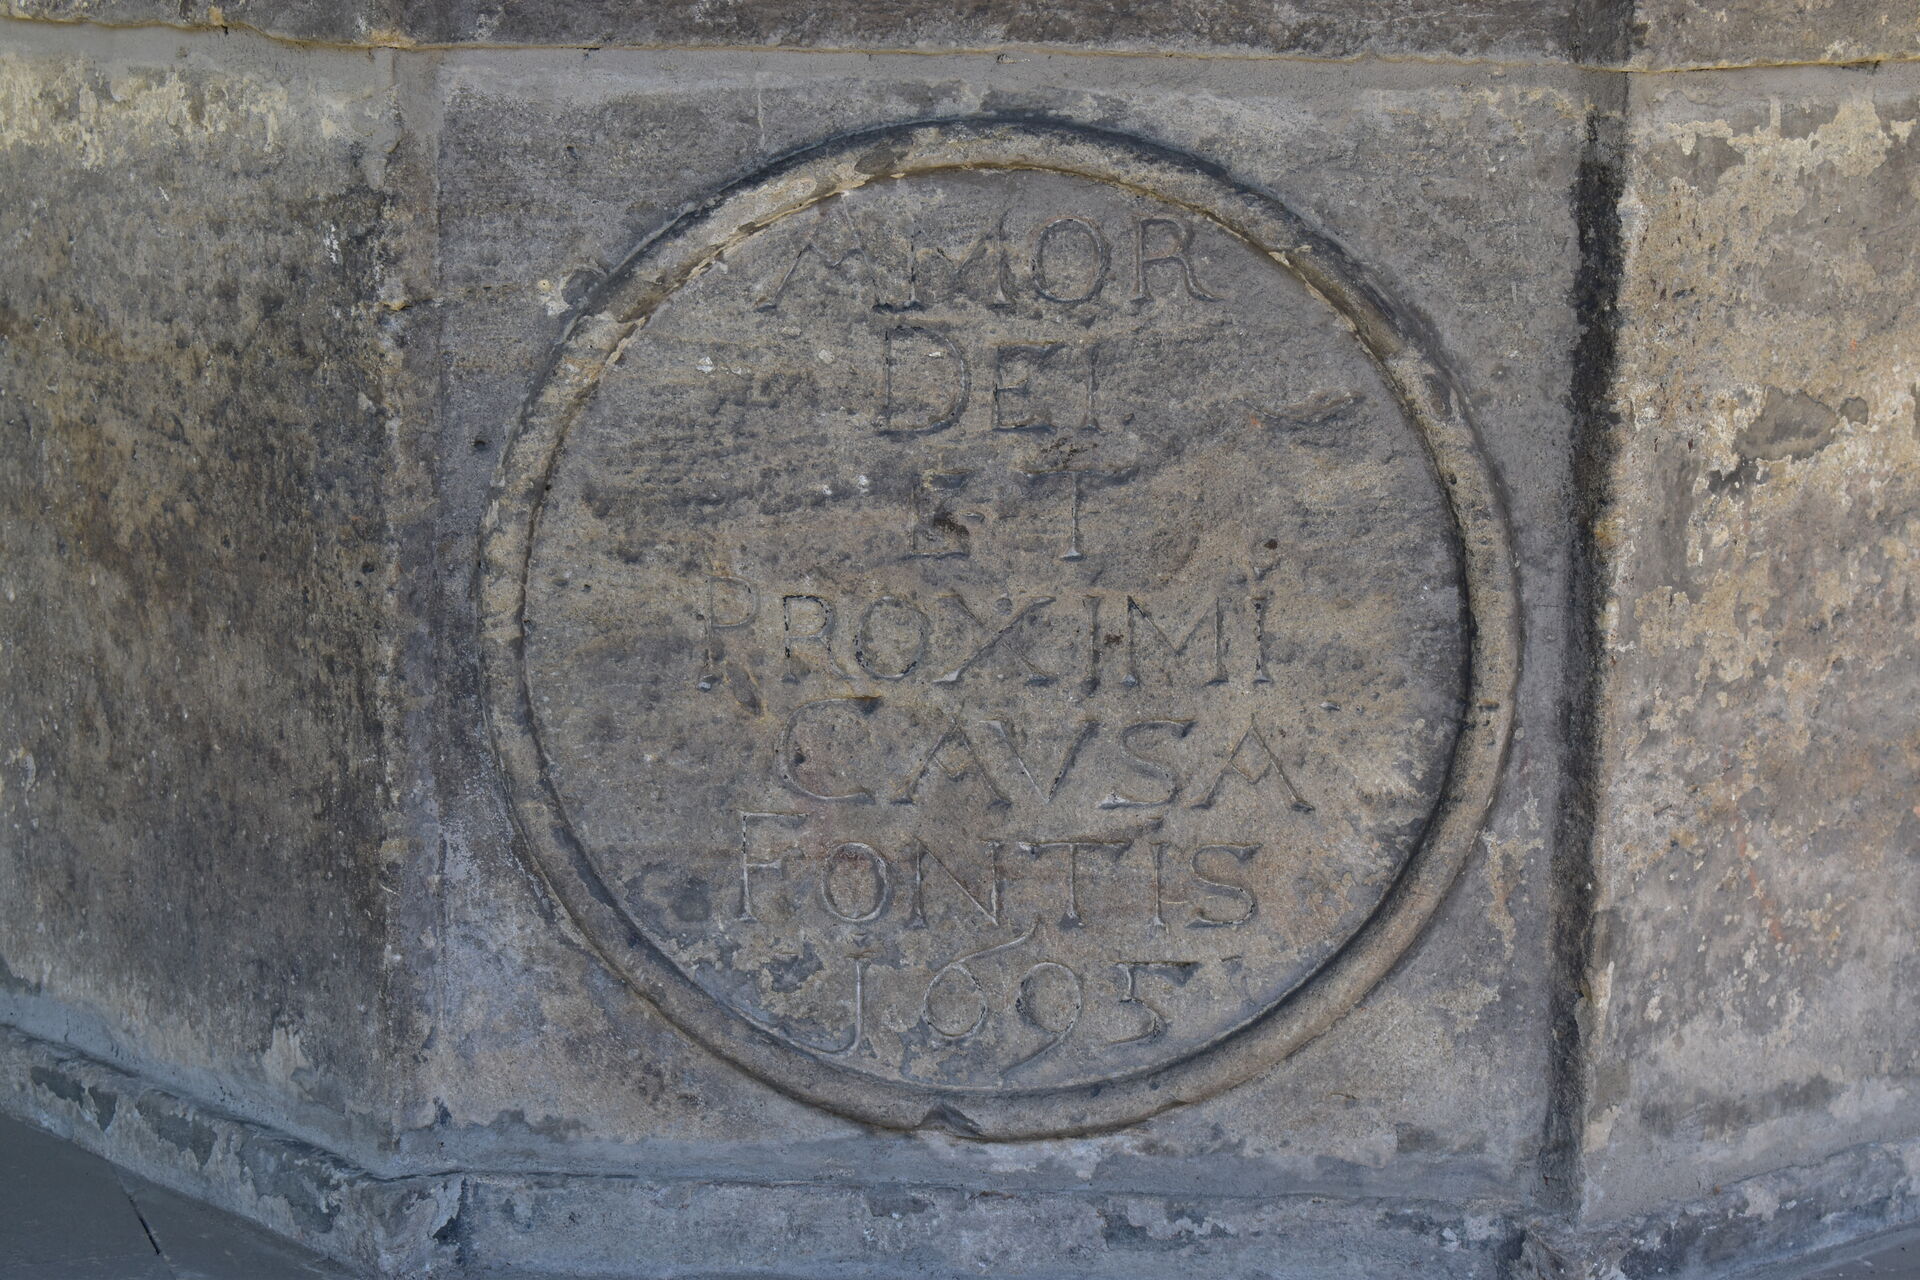 AMOR
DEI
ET
PROXIMI
CAVSA
FONTIS
1695